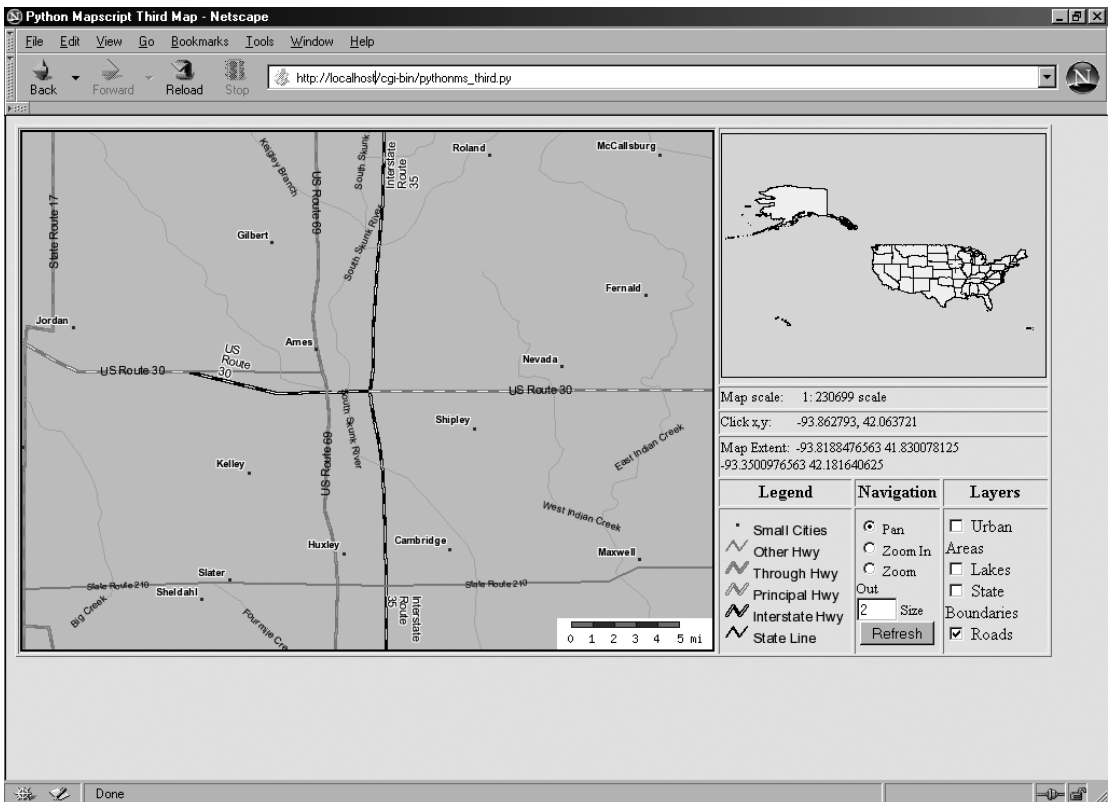 Python Mapscript Third Map - Netscape
File Edit View Go Bookmarks Tools Window Help
Back Forward Reload Stop
http://localhost/cgi-bin/pythonms_third.py
State Route 17
Keigley Branch
US Route 69
South Skunk
Interstate Route 35
Roland
McCallsburg
South Skunk River
Gilbert
Fernald
Jordan
Ames
US Route 30
Nevada
US Route 30
US Route 30
South Skunk River
Shipley
East Indian Creek
Kelley
US Route 69
West Indian Creek
Huxley
Cambridge
Maxwell
Slater
State Route 210
State Route 210
Sheldahl
Big Creek
Fourmile Cre
Interstate Route 35
0 1 2 3 4 5 mi
Map scale: 1: 230699 scale
Click x,y: -93.862793, 42.063721
Map Extent: -93.8188476563 41.830078125
-93.3500976563 42.181640625
Legend
Small Cities
Other Hwy
Through Hwy
Principal Hwy
Interstate Hwy
State Line
Navigation
Pan
Zoom In
Zoom
Out
2 Size
Refresh
Layers
Urban
Areas
Lakes
State
Boundaries
Roads
Done